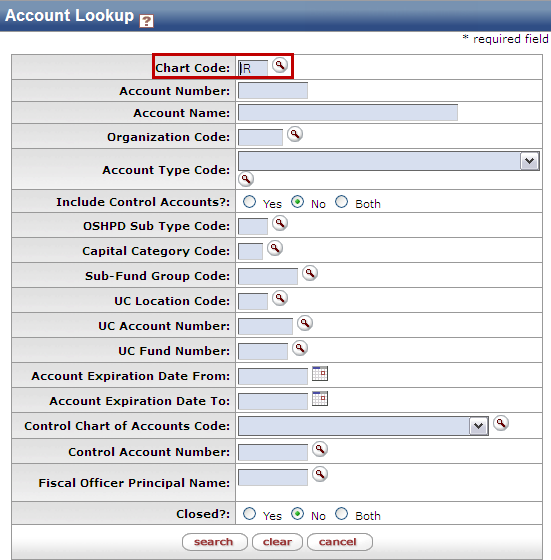 Account Lookup ?
* required field
Chart Code: IR
Account Number:
Account Name:
Organization Code:
Account Type Code:
Include Control Accounts?: Yes No Both
OSHPD Sub Type Code:
Capital Category Code:
Sub-Fund Group Code:
UC Location Code:
UC Account Number:
UC Fund Number:
Account Expiration Date From:
Account Expiration Date To:
Control Chart of Accounts Code:
Control Account Number:
Fiscal Officer Principal Name:
Closed?: Yes No Both
search clear cancel